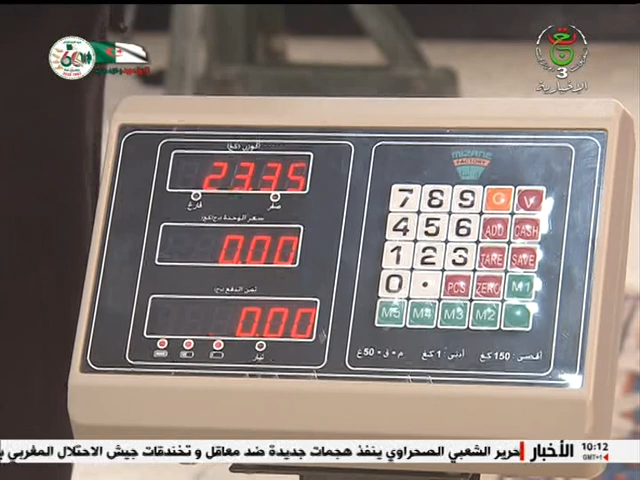 60
3
الإخبارية
الوزن (كغ)
23.35
فارغ
صفر
سعر الوحدة (دج/كغ)
0.00
ثمن الدفع (دج)
0.00
تيار
MIZANE
FACTORY
7 8 9 C
4 5 6 ADD CASH
1 2 3 TARE SAVE
0 . PCS ZERO M1
M5 M4 M3 M2
أقصى: 150 كغ أدنى: 1 كغ م-ق-50غ
الأخبار
10:12
GMT+1
حرير الشعبي الصحراوي ينفذ هجمات جديدة ضد معاقل و تخندقات جيش الاحتلال المغربي